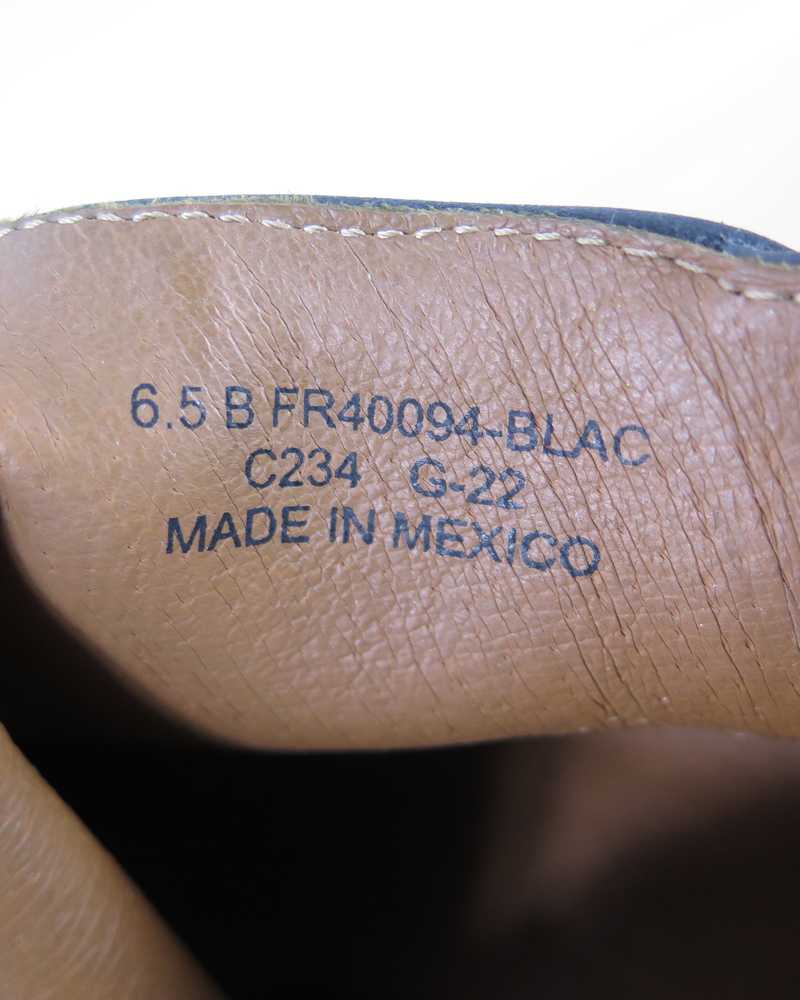 6.5 B FR40094-BLAC
C234 G-22
MADE IN MEXICO